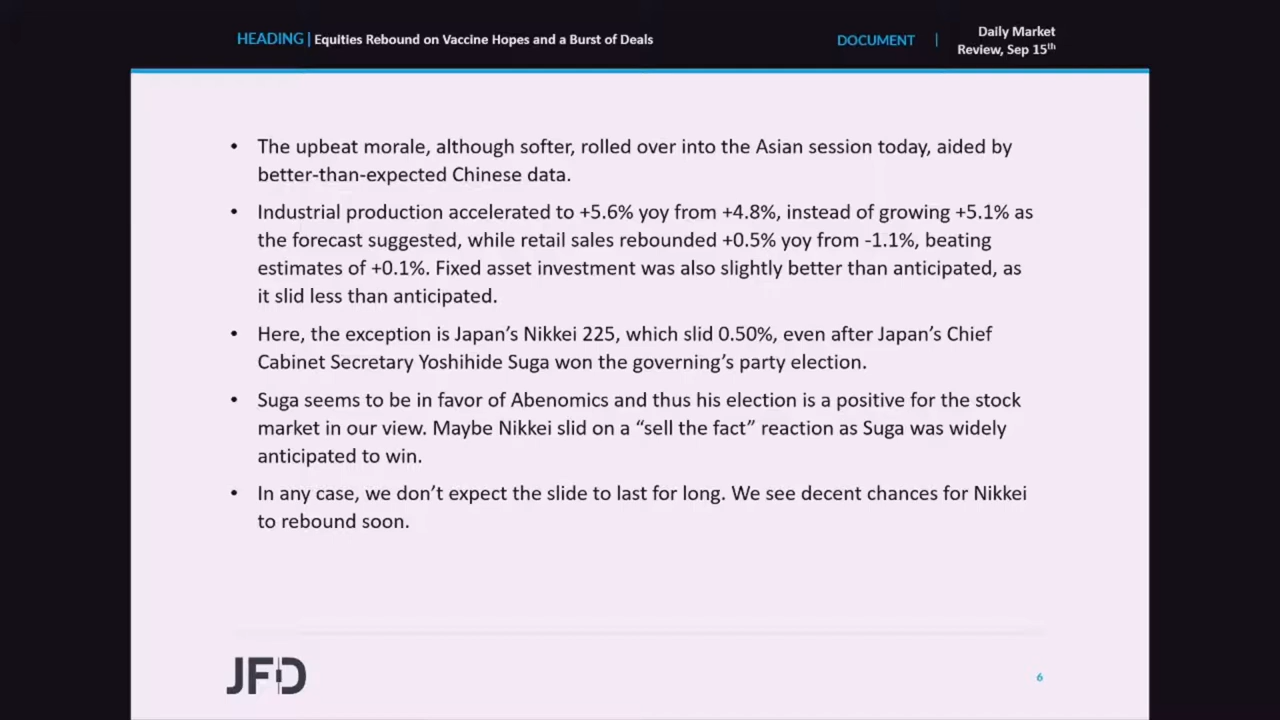 HEADING | Equities Rebound on Vaccine Hopes and a Burst of Deals
DOCUMENT |
Daily Market
Review, Sep 15th
• The upbeat morale, although softer, rolled over into the Asian session today, aided by
better-than-expected Chinese data.
• Industrial production accelerated to +5.6% yoy from +4.8%, instead of growing +5.1% as
the forecast suggested, while retail sales rebounded +0.5% yoy from -1.1%, beating
estimates of +0.1%. Fixed asset investment was also slightly better than anticipated, as
it slid less than anticipated.
• Here, the exception is Japan’s Nikkei 225, which slid 0.50%, even after Japan’s Chief
Cabinet Secretary Yoshihide Suga won the governing’s party election.
• Suga seems to be in favor of Abenomics and thus his election is a positive for the stock
market in our view. Maybe Nikkei slid on a “sell the fact” reaction as Suga was widely
anticipated to win.
• In any case, we don’t expect the slide to last for long. We see decent chances for Nikkei
to rebound soon.
JFD
6